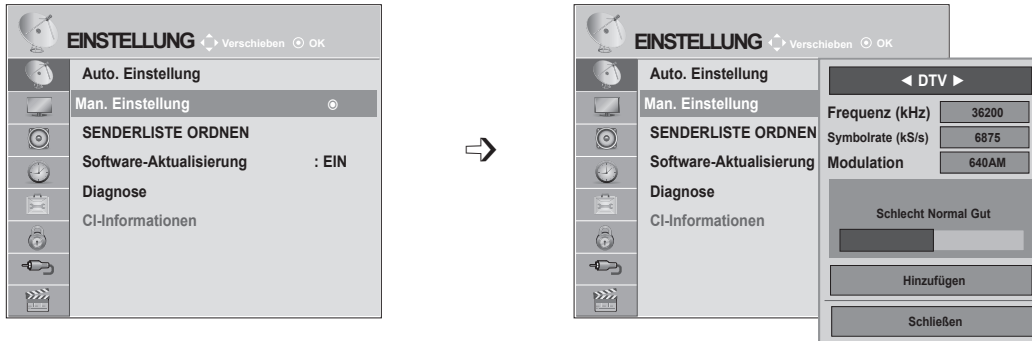 EINSTELLUNG Verschieben OK
Auto. Einstellung
Man. Einstellung
SENDERLISTE ORDNEN
Software-Aktualisierung : EIN
Diagnose
CI-Informationen
EINSTELLUNG Verschieben OK
Auto. Einstellung
Man. Einstellung
SENDERLISTE ORDNEN
Software-Aktualisierung
Diagnose
CI-Informationen
◄ DTV ►
Frequenz (kHz) 36200
Symbolrate (kS/s) 6875
Modulation 640AM
Schlecht Normal Gut
Hinzufügen
Schließen